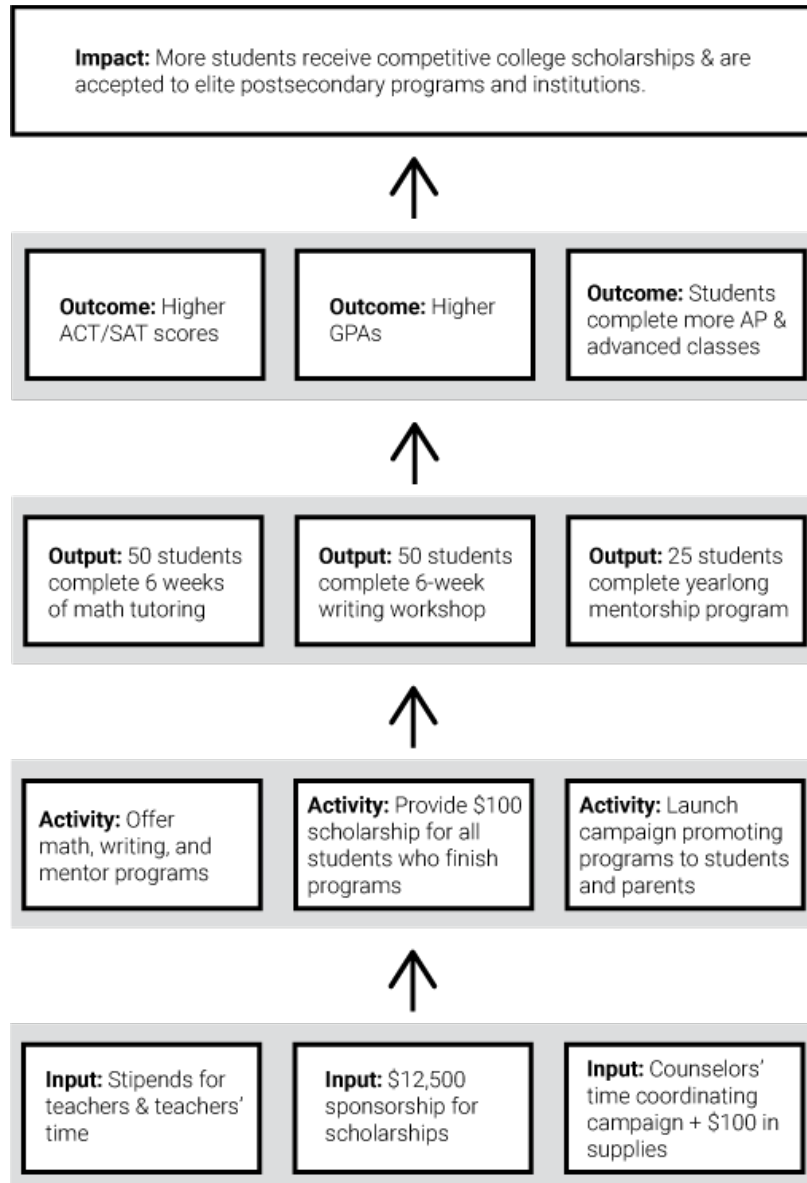 Impact: More students receive competitive college scholarships & are
accepted to elite postsecondary programs and institutions.
Outcome: Higher
ACT/SAT scores
Outcome: Higher
GPAs
Outcome: Students
complete more AP &
advanced classes
Output: 50 students
complete 6 weeks
of math tutoring
Output: 50 students
complete 6-week
writing workshop
Output: 25 students
complete yearlong
mentorship program
Activity: Offer
math, writing, and
mentor programs
Activity: Provide $100
scholarship for all
students who finish
programs
Activity: Launch
campaign promoting
programs to students
and parents
Input: Stipends for
teachers & teachers'
time
Input: $12,500
sponsorship for
scholarships
Input: Counselors'
time coordinating
campaign + $100 in
supplies